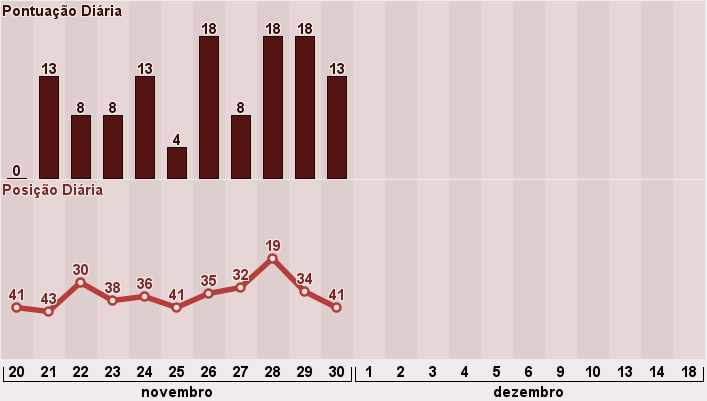 Pontuação Diária
0 13 8 8 13 4 18 8 18 18 13
Posição Diária
41 43 30 38 36 41 35 32 19 34 41
20 21 22 23 24 25 26 27 28 29 30 1 2 3 4 5 6 9 10 13 14 18
novembro dezembro